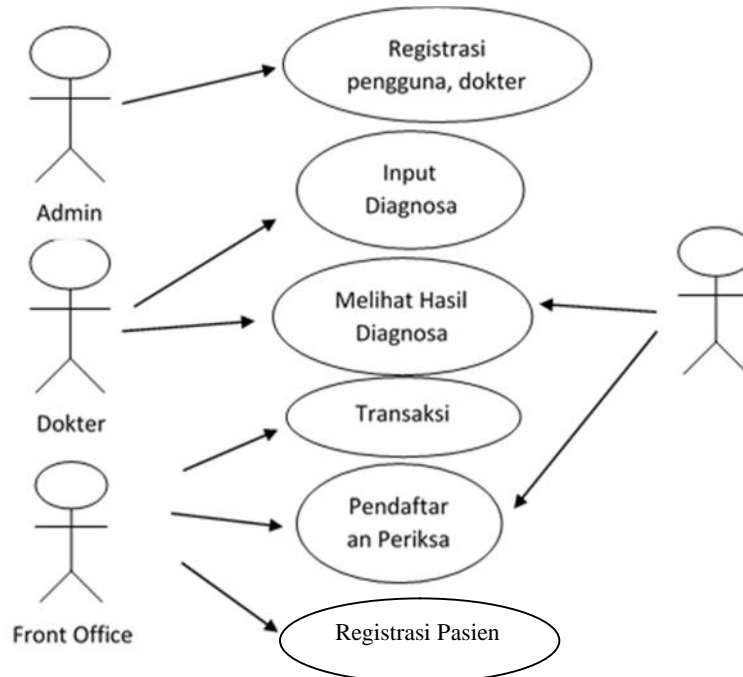 Registrasi
pengguna, dokter
Input
Diagnosa
Admin
Melihat Hasil
Diagnosa
Dokter
Transaksi
Pendaftar
an Periksa
Front Office
Registrasi Pasien